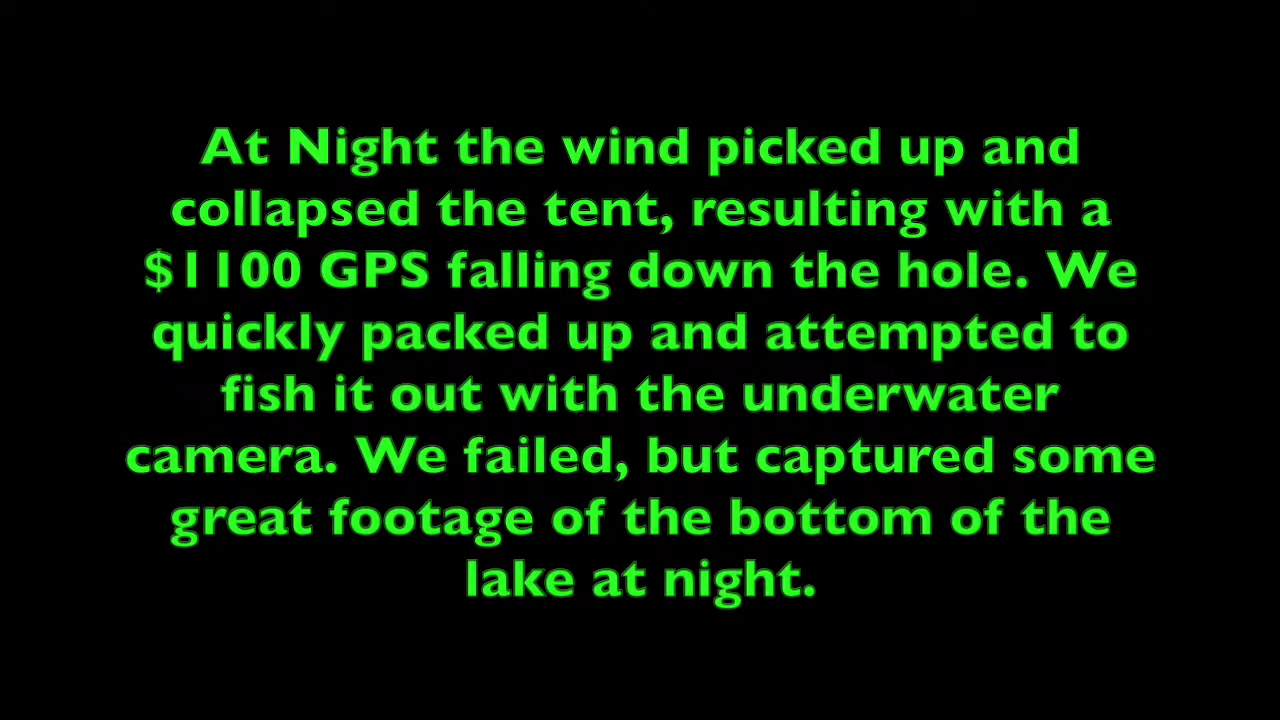 At Night the wind picked up and
collapsed the tent, resulting with a
$1100 GPS falling down the hole. We
quickly packed up and attempted to
fish it out with the underwater
camera. We failed, but captured some
great footage of the bottom of the
lake at night.